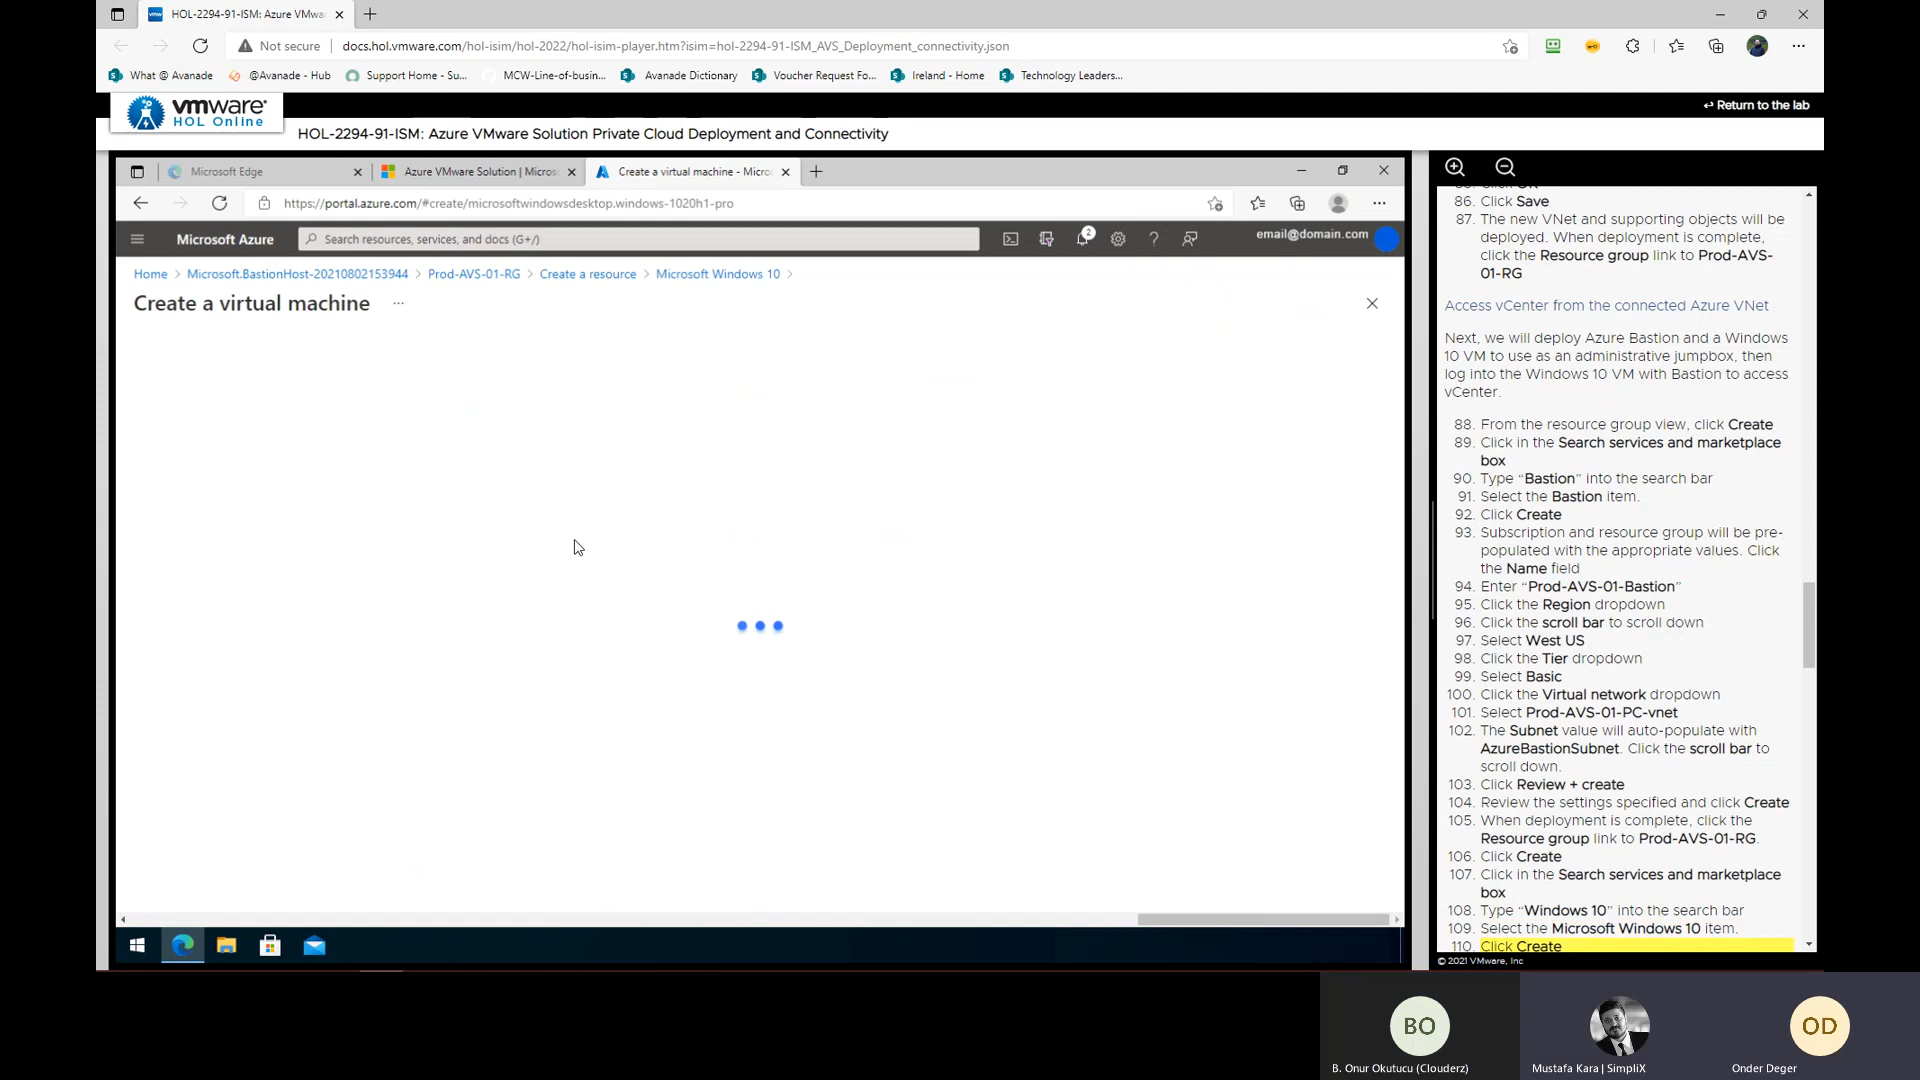 HOL-2294-91-ISM: Azure VMwa
Not secure
docs.hol.vmware.com/hol-isim/hol-2022/hol-isim-player.htm?isim=hol-2294-91-ISM_AVS_Deployment_connectivity.json
What @ Avanade
@Avanade - Hub
Support Home - Su...
MCW-Line-of-busin...
Avanade Dictionary
Voucher Request Fo...
Ireland - Home
Technology Leaders...
vmware
HOL Online
↩ Return to the lab
HOL-2294-91-ISM: Azure VMware Solution Private Cloud Deployment and Connectivity
Microsoft Edge
Azure VMware Solution | Micros
Create a virtual machine - Micro
https://portal.azure.com/#create/microsoftwindowsdesktop.windows-1020h1-pro
Microsoft Azure
Search resources, services, and docs (G+/)
2
email@domain.com
Home > Microsoft.BastionHost-20210802153944 > Prod-AVS-01-RG > Create a resource > Microsoft Windows 10 >
Create a virtual machine ...
86. Click Save
87. The new VNet and supporting objects will be
deployed. When deployment is complete,
click the Resource group link to Prod-AVS-
01-RG
Access vCenter from the connected Azure VNet
Next, we will deploy Azure Bastion and a Windows
10 VM to use as an administrative jumpbox, then
log into the Windows 10 VM with Bastion to access
vCenter.
88. From the resource group view, click Create
89. Click in the Search services and marketplace
box
90. Type “Bastion” into the search bar
91. Select the Bastion item.
92. Click Create
93. Subscription and resource group will be pre-
populated with the appropriate values. Click
the Name field
94. Enter “Prod-AVS-01-Bastion”
95. Click the Region dropdown
96. Click the scroll bar to scroll down
97. Select West US
98. Click the Tier dropdown
99. Select Basic
100. Click the Virtual network dropdown
101. Select Prod-AVS-01-PC-vnet
102. The Subnet value will auto-populate with
AzureBastionSubnet. Click the scroll bar to
scroll down.
103. Click Review + create
104. Review the settings specified and click Create
105. When deployment is complete, click the
Resource group link to Prod-AVS-01-RG.
106. Click Create
107. Click in the Search services and marketplace
box
108. Type “Windows 10” into the search bar
109. Select the Microsoft Windows 10 item.
110. Click Create
© 2021 VMware, Inc
BO
OD
B. Onur Okutucu (Clouderz)
Mustafa Kara | SimpliX
Onder Deger